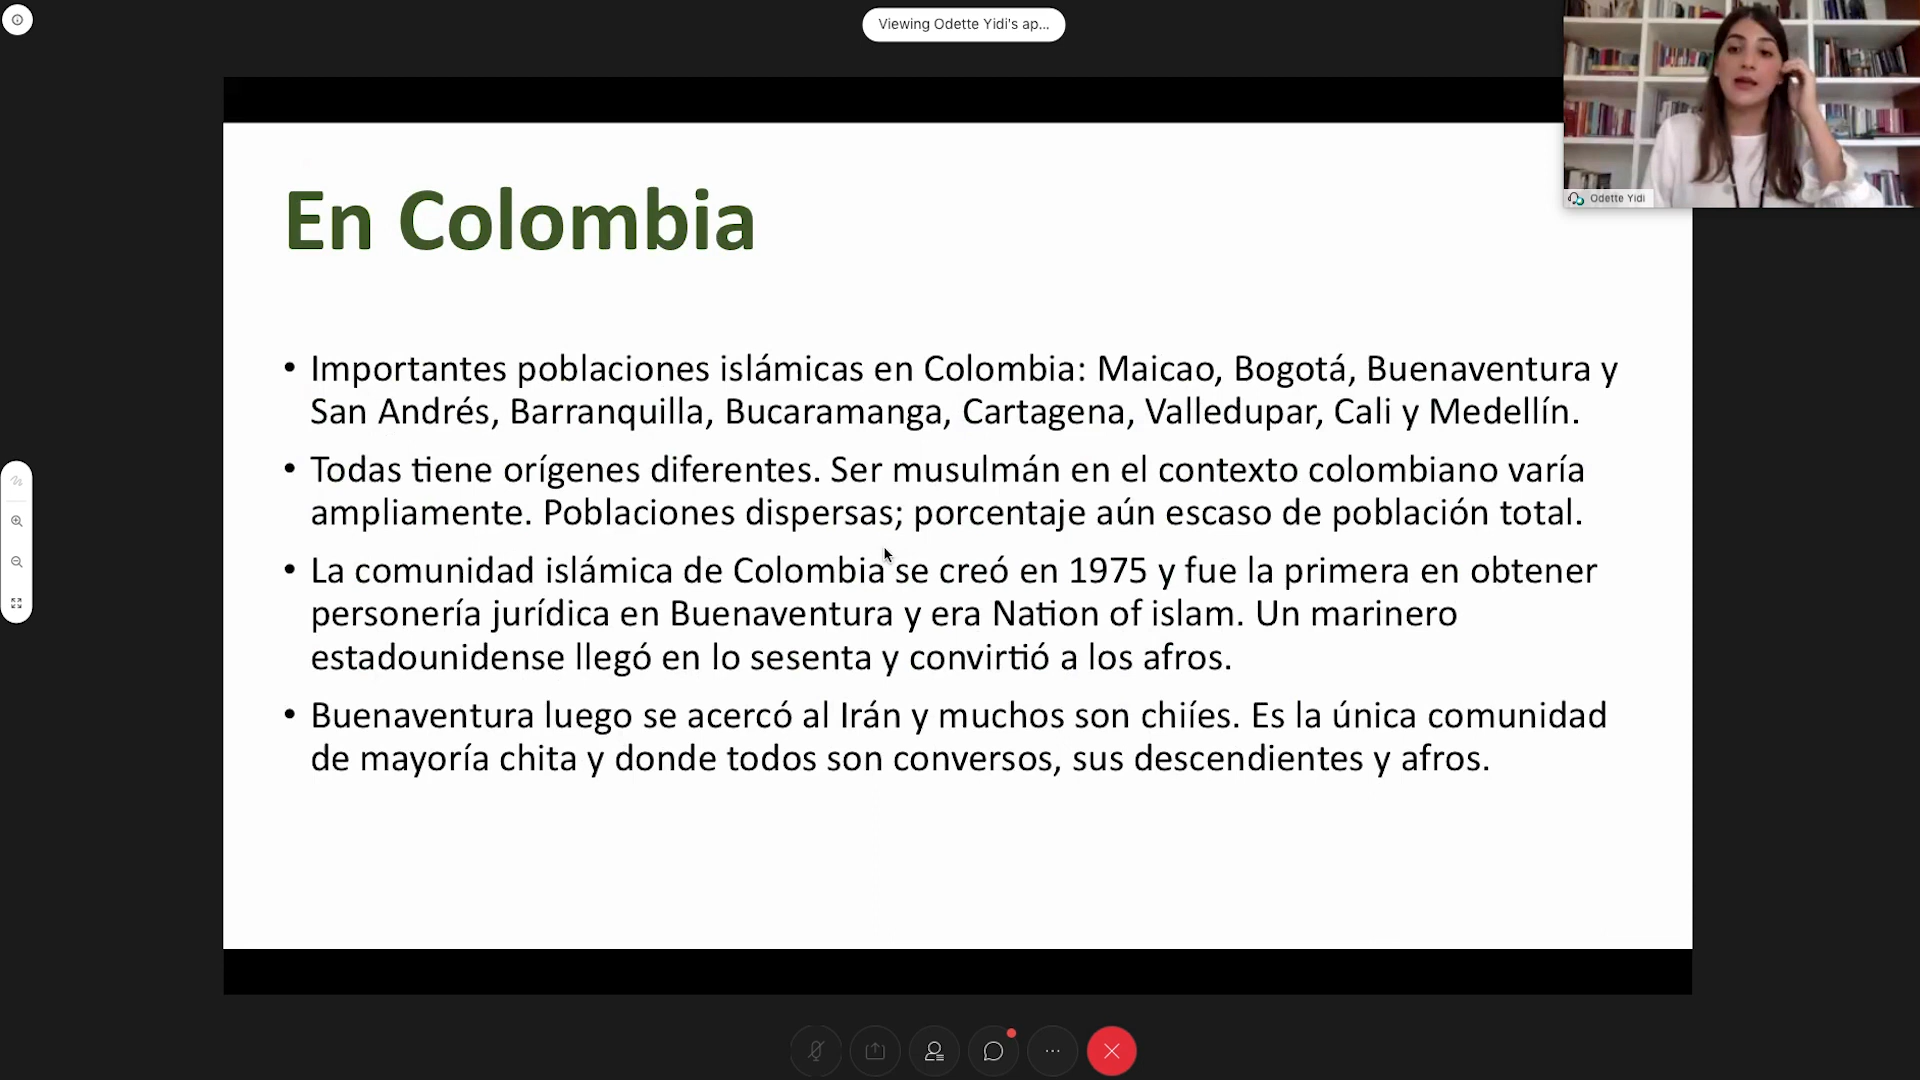 Viewing Odette Yidi's ap...
Odette Yidi
En Colombia
• Importantes poblaciones islámicas en Colombia: Maicao, Bogotá, Buenaventura y
San Andrés, Barranquilla, Bucaramanga, Cartagena, Valledupar, Cali y Medellín.
• Todas tiene orígenes diferentes. Ser musulmán en el contexto colombiano varía
ampliamente. Poblaciones dispersas; porcentaje aún escaso de población total.
• La comunidad islámica de Colombia se creó en 1975 y fue la primera en obtener
personería jurídica en Buenaventura y era Nation of islam. Un marinero
estadounidense llegó en lo sesenta y convirtió a los afros.
• Buenaventura luego se acercó al Irán y muchos son chiíes. Es la única comunidad
de mayoría chita y donde todos son conversos, sus descendientes y afros.